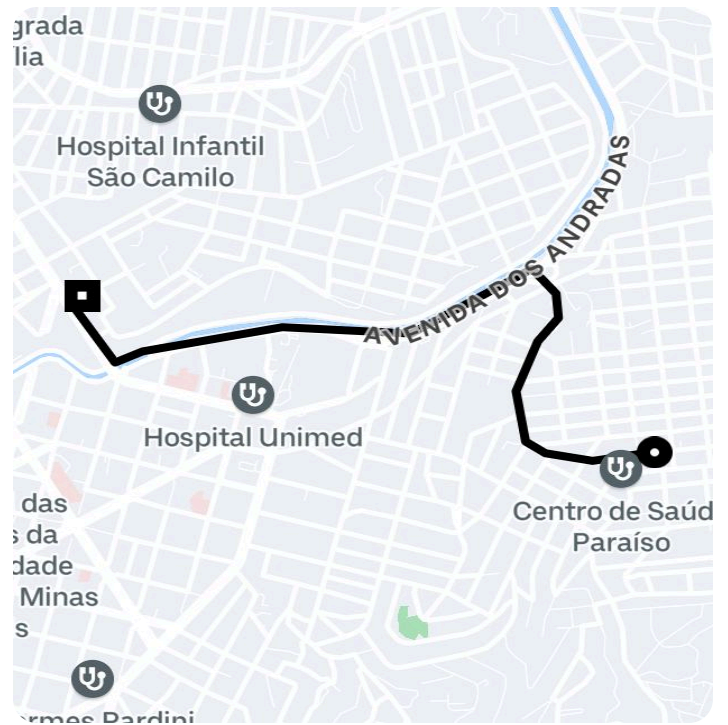 grada
lia
Hospital Infantil
São Camilo
AVENIDA DOS ANDRADAS
Hospital Unimed
Centro de Saúd
Paraíso
das
s da
dade
Minas
s
ermes Pardini